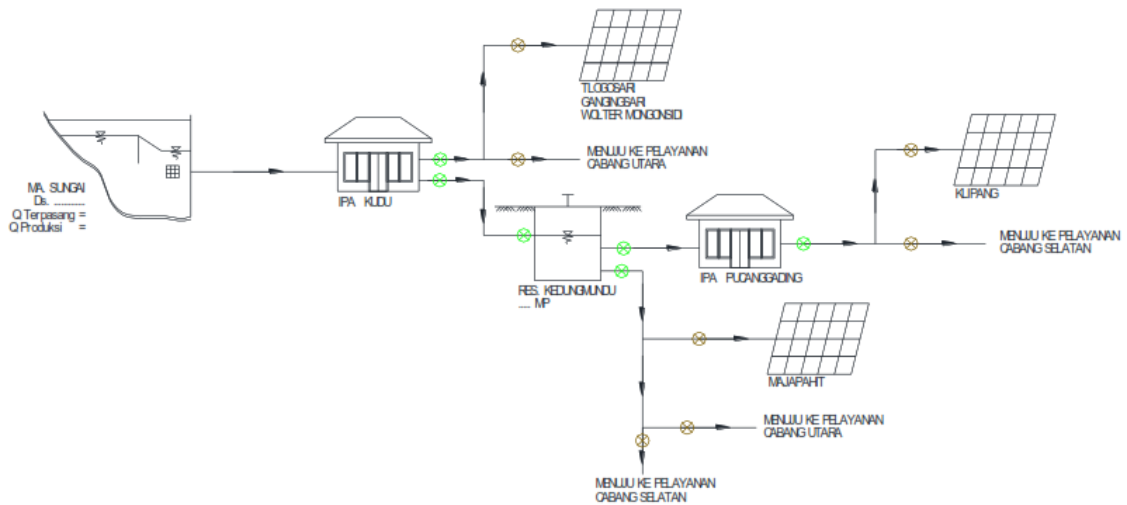 TLOGOSARI
GANGINGSARI
WOLTER MONGONSIDI
MENUJU KE PELAYANAN
CABANG UTARA
KLIPANG
MA. SUNGAI
Ds. ...........
Q Terpasang =
Q Produksi =
IPA KUDU
MENUJU KE PELAYANAN
CABANG SELATAN
IPA PUCANGGADING
RES. KEDUNGMUNDU
.... MP
MAJAPAHIT
MENUJU KE PELAYANAN
CABANG UTARA
MENUJU KE PELAYANAN
CABANG SELATAN